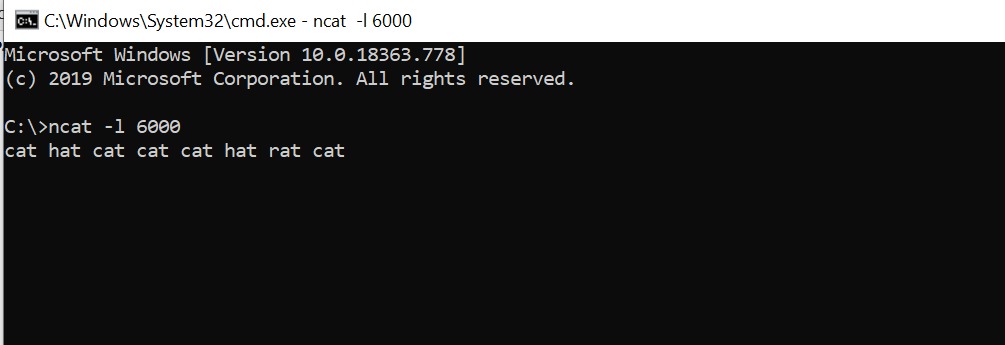 C:\Windows\System32\cmd.exe - ncat  -l 6000
Microsoft Windows [Version 10.0.18363.778]
(c) 2019 Microsoft Corporation. All rights reserved.
C:\>ncat -l 6000
cat hat cat cat cat hat rat cat